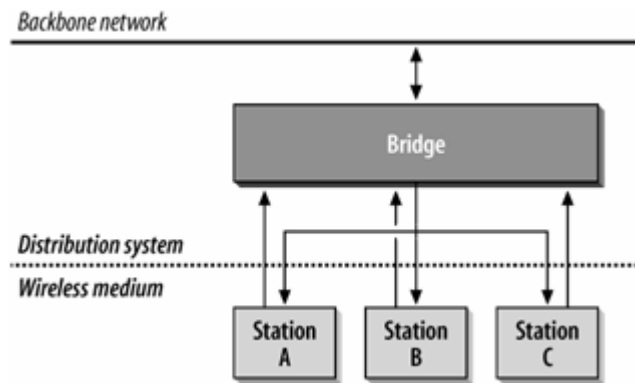 Backbone network
Bridge
Distribution system
Wireless medium
Station
A
Station
B
Station
C